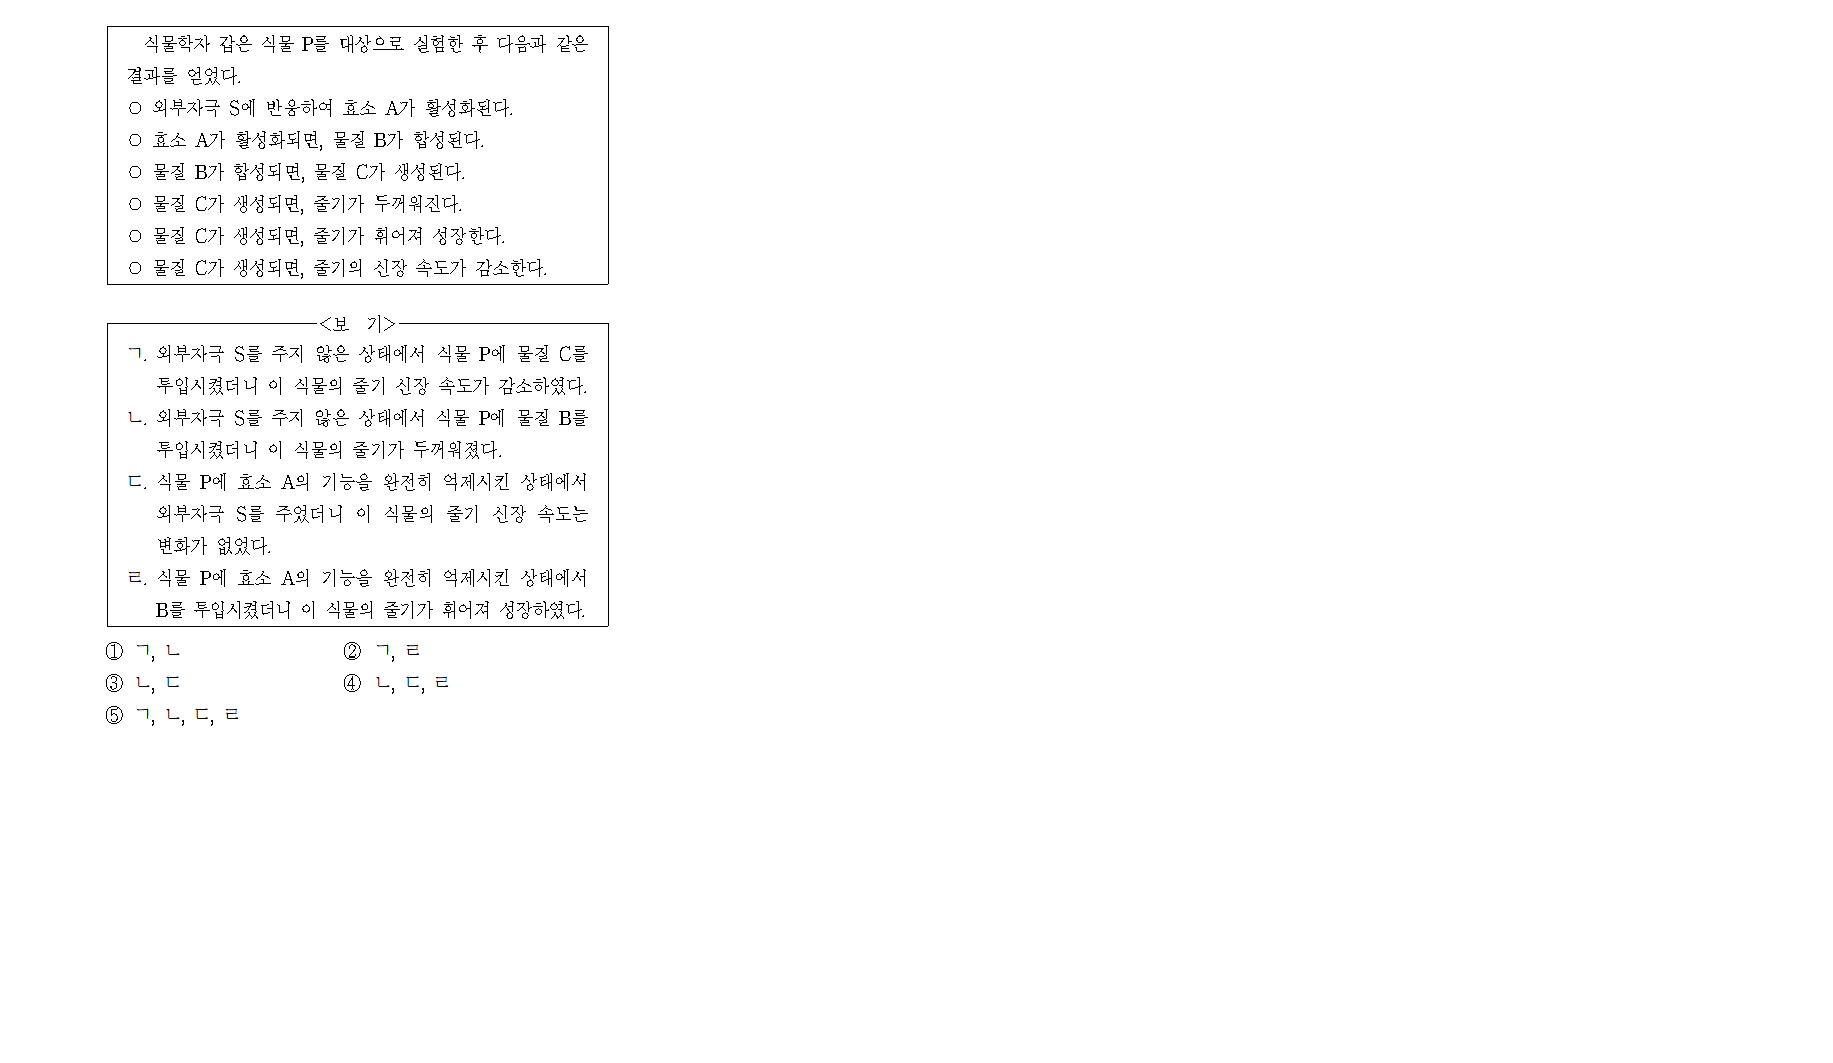 식물학자 갑은 식물 P를 대상으로 실험한 후 다음과 같은
결과를 얻었다.
○ 외부자극 S에 반응하여 효소 A가 활성화된다.
○ 효소 A가 활성화되면, 물질 B가 합성된다.
○ 물질 B가 합성되면, 물질 C가 생성된다.
○ 물질 C가 생성되면, 줄기가 두꺼워진다.
○ 물질 C가 생성되면, 줄기가 휘어져 성장한다.
○ 물질 C가 생성되면, 줄기의 신장 속도가 감소한다.
<보 기>
ㄱ. 외부자극 S를 주지 않은 상태에서 식물 P에 물질 C를
투입시켰더니 이 식물의 줄기 신장 속도가 감소하였다.
ㄴ. 외부자극 S를 주지 않은 상태에서 식물 P에 물질 B를
투입시켰더니 이 식물의 줄기가 두꺼워졌다.
ㄷ. 식물 P에 효소 A의 기능을 완전히 억제시킨 상태에서
외부자극 S를 주었더니 이 식물의 줄기 신장 속도는
변화가 없었다.
ㄹ. 식물 P에 효소 A의 기능을 완전히 억제시킨 상태에서
B를 투입시켰더니 이 식물의 줄기가 휘어져 성장하였다.
① ㄱ, ㄴ ② ㄱ, ㄹ
③ ㄴ, ㄷ ④ ㄴ, ㄷ, ㄹ
⑤ ㄱ, ㄴ, ㄷ, ㄹ